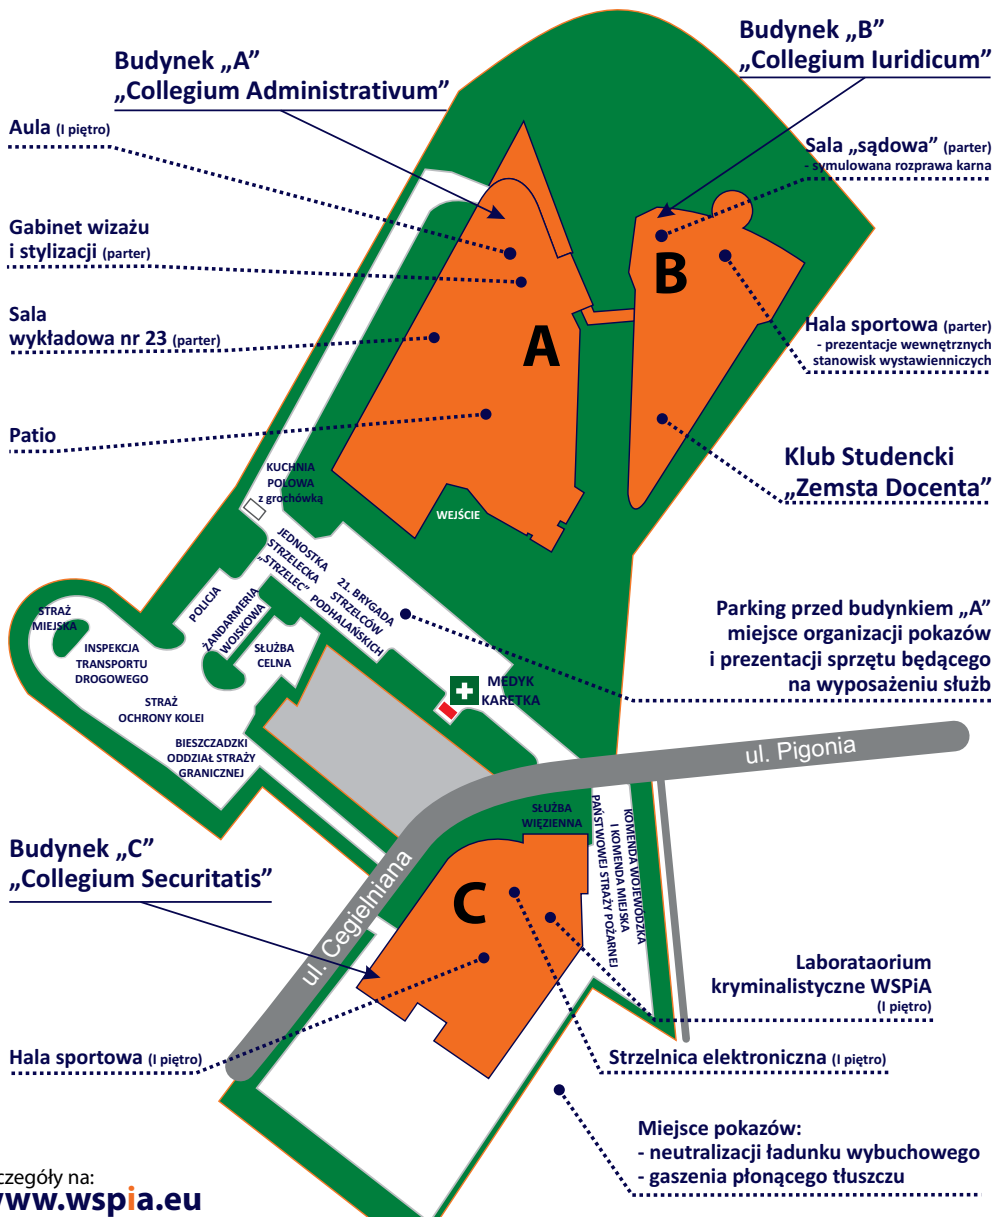 Budynek „A”
„Collegium Administrativum”
Budynek „B”
„Collegium Iuridicum”
Aula (I piętro)
Sala „sądowa” (parter)
- symulowana rozprawa karna
Gabinet wizażu
i stylizacji (parter)
Sala
wykładowa nr 23 (parter)
B
A
Hala sportowa (parter)
- prezentacje wewnętrznych
stanowisk wystawienniczych
Patio
Klub Studencki
„Zemsta Docenta”
KUCHNIA
POLOWA
z grochówką
WEJŚCIE
JEDNOSTKA
STRZELECKA
„STRZELEC”
21. BRYGADA
STRZELCÓW
PODHALAŃSKICH
POLICJA
ŻANDARMERIA
WOJSKOWA
STRAŻ
MIEJSKA
INSPEKCJA
TRANSPORTU
DROGOWEGO
SŁUŻBA
CELNA
STRAŻ
OCHRONY KOLEI
BIESZCZADZKI
ODDZIAŁ STRAŻY
GRANICZNEJ
MEDYK
KARETKA
Parking przed budynkiem „A”
miejsce organizacji pokazów
i prezentacji sprzętu będącego
na wyposażeniu służb
ul. Pigonia
SŁUŻBA
WIĘZIENNA
KOMENDA WOJEWÓDZKA
I KOMENDA MIEJSKA
PAŃSTWOWEJ STRAŻY POŻARNEJ
Budynek „C”
„Collegium Securitatis”
ul. Cegielniana
C
Laborataorium
kryminalistyczne WSPiA
(I piętro)
Hala sportowa (I piętro)
Strzelnica elektroniczna (I piętro)
Miejsce pokazów:
- neutralizacji ładunku wybuchowego
- gaszenia płonącego tłuszczu
czegóły na:
www.wspia.eu